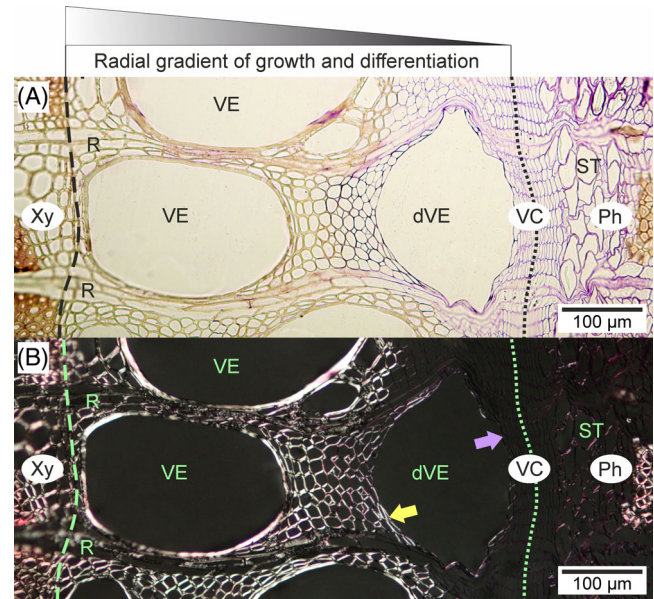 Radial gradient of growth and differentiation
(A)
VE
R
ST
Xy
VE
dVE
VC
Ph
R
100 µm
(B)
VE
R
ST
Xy
VE
dVE
VC
Ph
R
100 µm